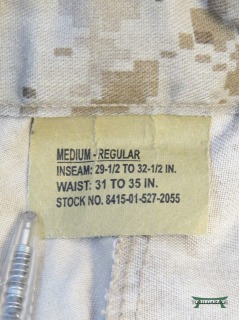 MEDIUM - REGULAR
INSEAM: 29-1/2 TO 32-1/2 IN.
WAIST: 31 TO 35 IN.
STOCK NO. 8415-01-527-2055